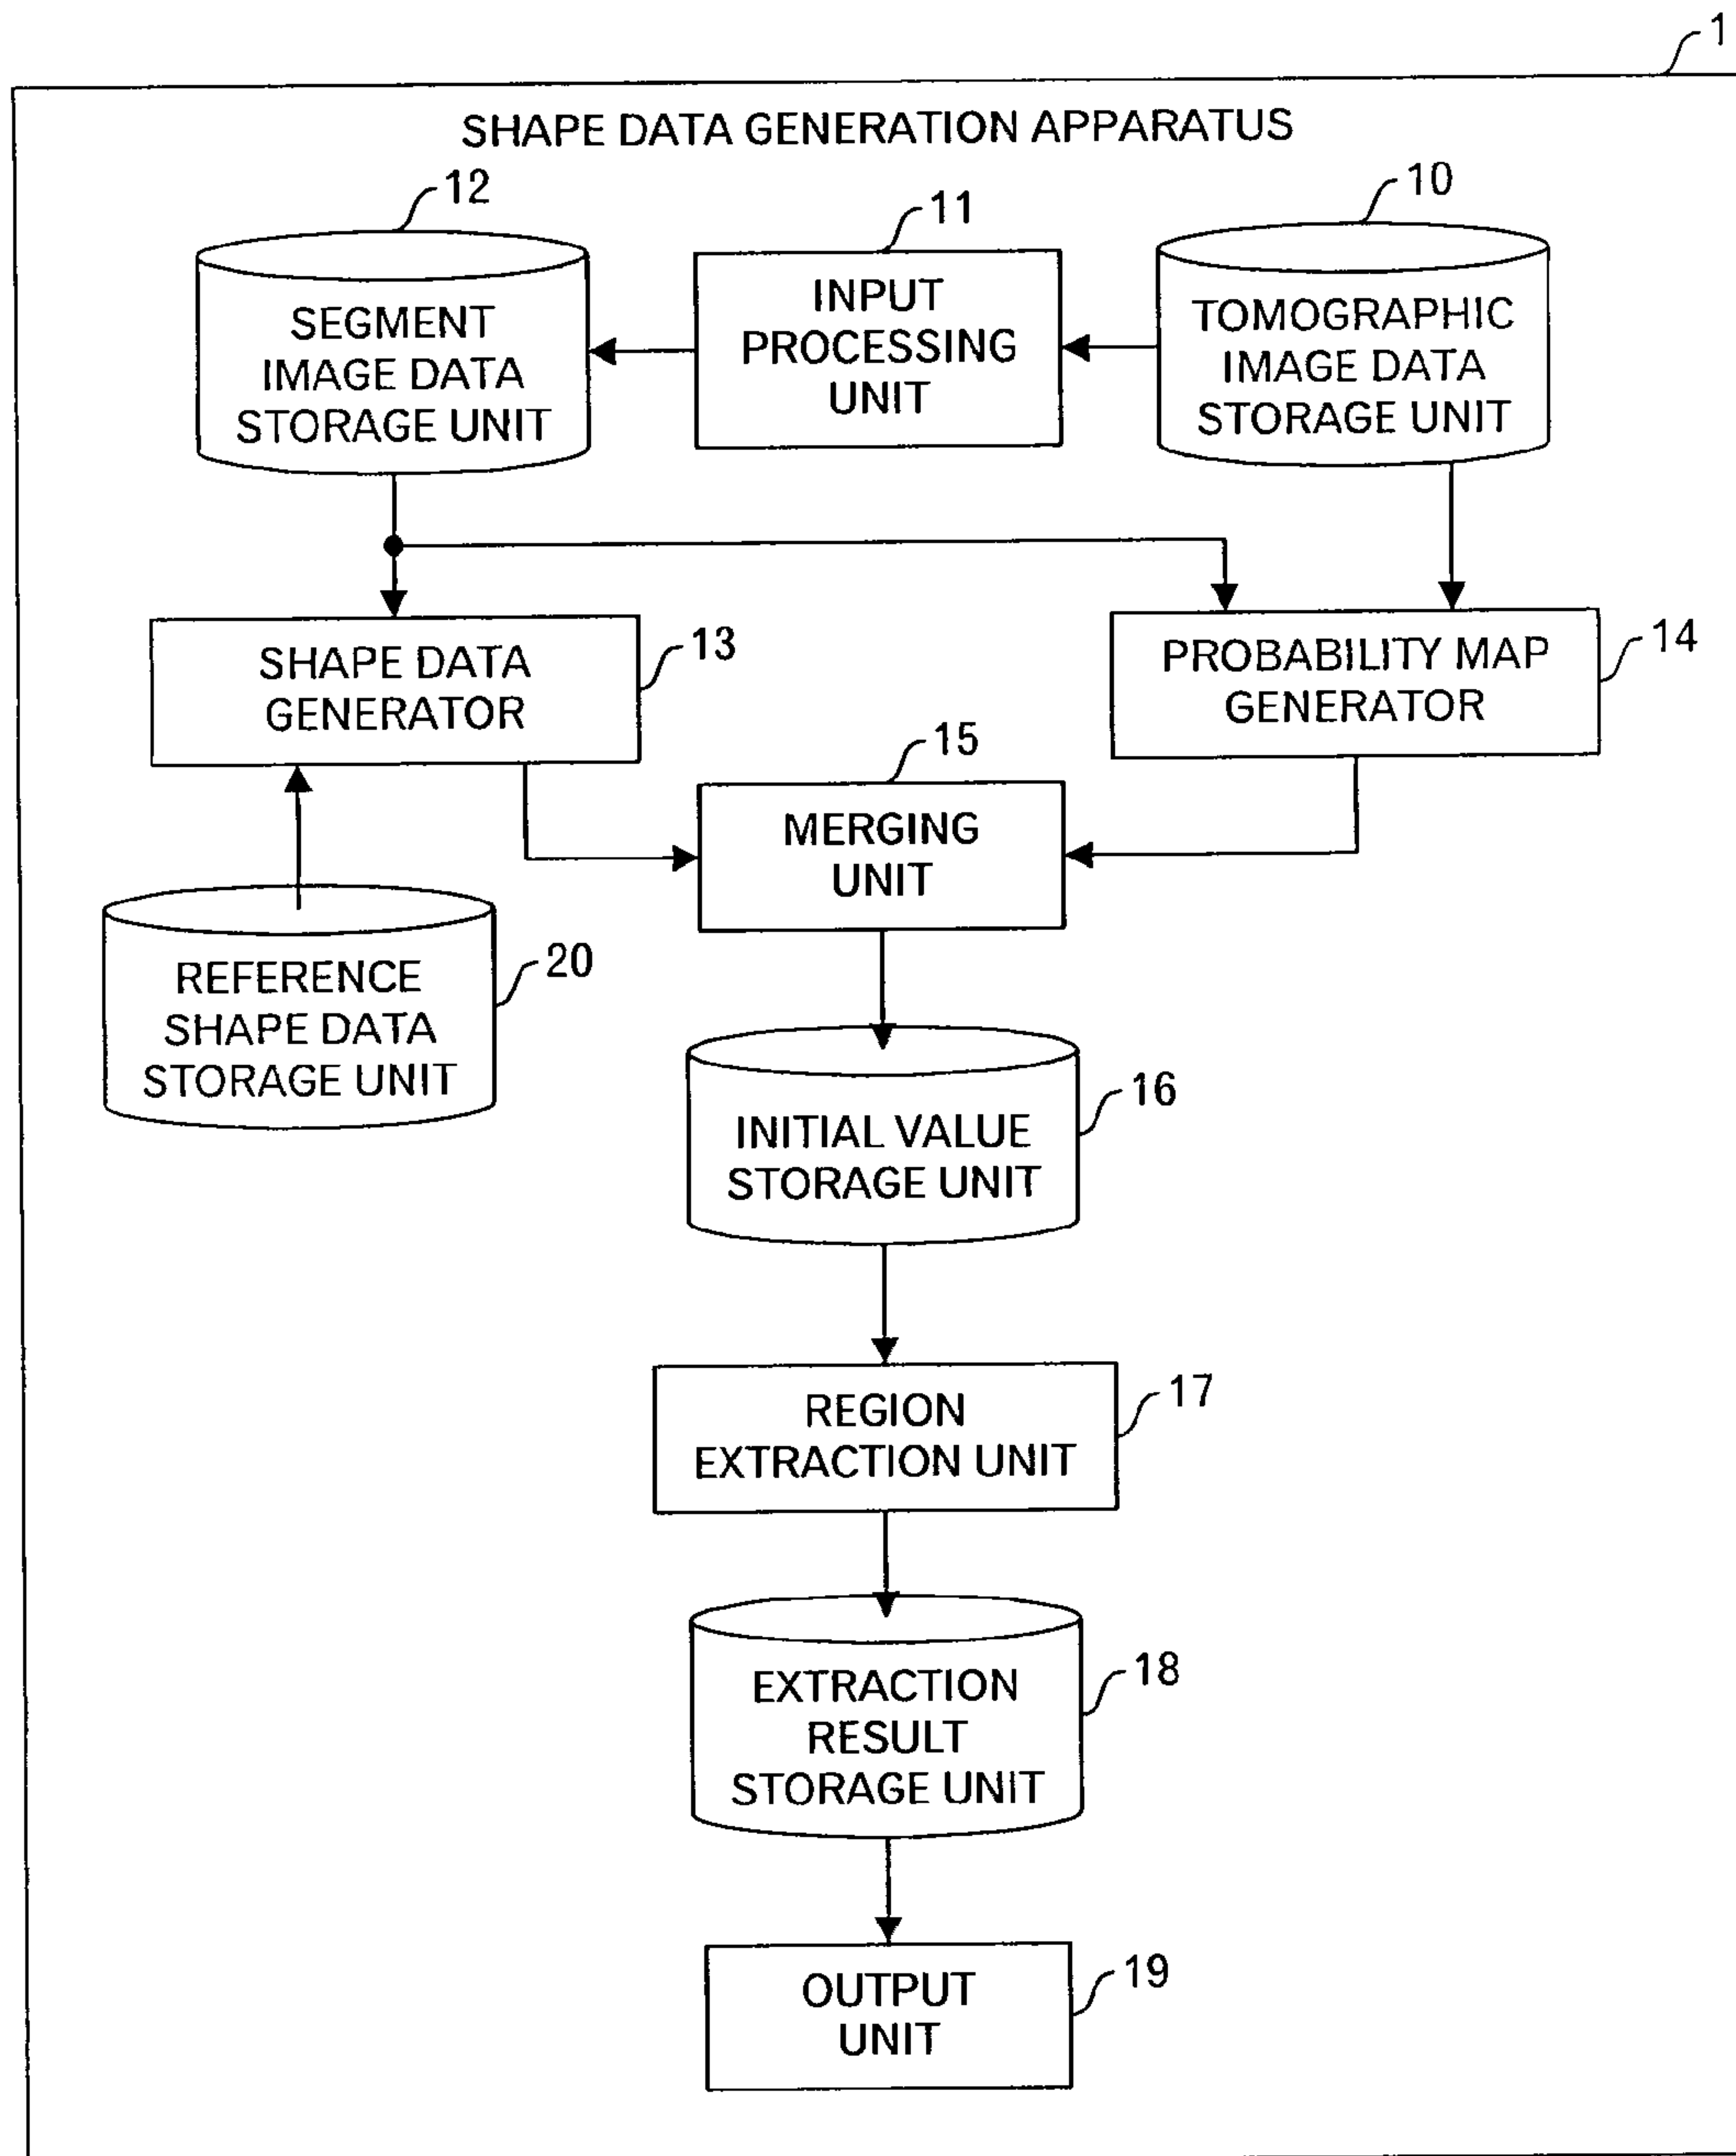 1
SHAPE DATA GENERATION APPARATUS
12
11
10
SEGMENT
IMAGE DATA
STORAGE UNIT
INPUT
PROCESSING
UNIT
TOMOGRAPHIC
IMAGE DATA
STORAGE UNIT
SHAPE DATA
GENERATOR
13
PROBABILITY MAP
GENERATOR
14
15
MERGING
UNIT
REFERENCE
SHAPE DATA
STORAGE UNIT
20
INITIAL VALUE
STORAGE UNIT
16
REGION
EXTRACTION UNIT
17
EXTRACTION
RESULT
STORAGE UNIT
18
OUTPUT
UNIT
19